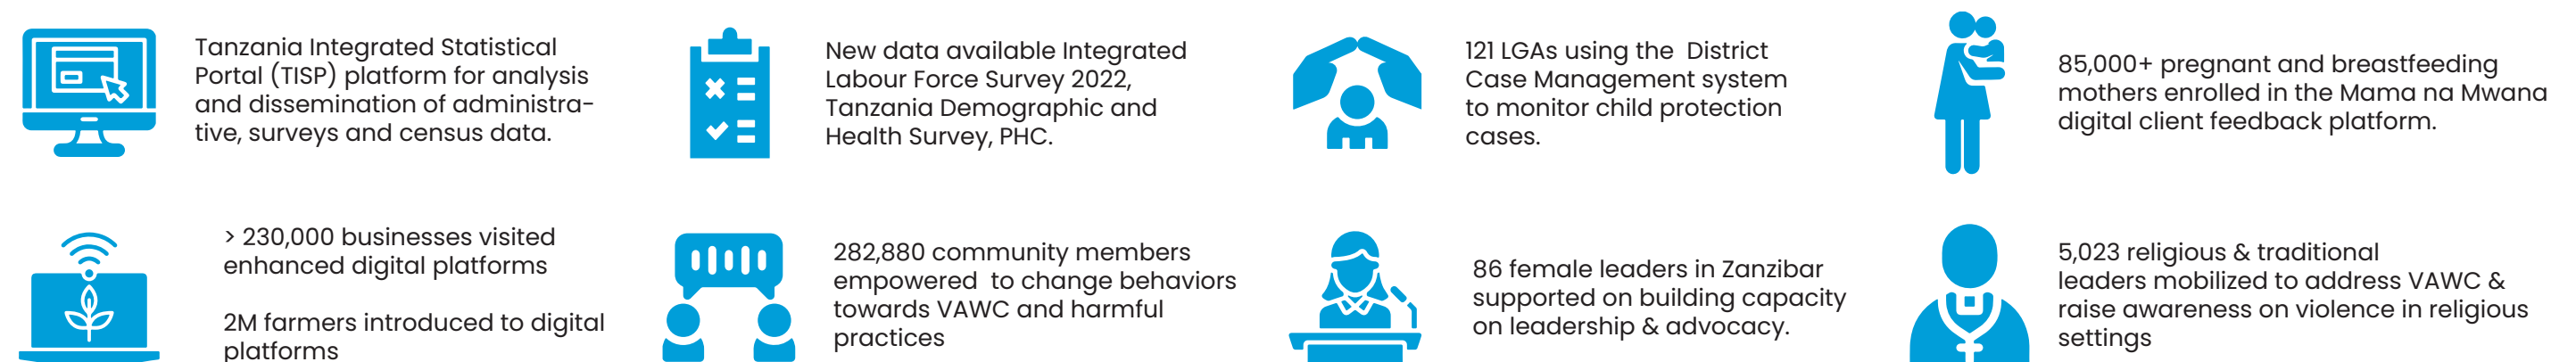 Tanzania Integrated Statistical
Portal (TISP) platform for analysis
and dissemination of administra-
tive, surveys and census data.
New data available Integrated
Labour Force Survey 2022,
Tanzania Demographic and
Health Survey, PHC.
121 LGAs using the District
Case Management system
to monitor child protection
cases.
85,000+ pregnant and breastfeeding
mothers enrolled in the Mama na Mwana
digital client feedback platform.
> 230,000 businesses visited
enhanced digital platforms
2M farmers introduced to digital
platforms
282,880 community members
empowered to change behaviors
towards VAWC and harmful
practices
86 female leaders in Zanzibar
supported on building capacity
on leadership & advocacy.
5,023 religious & traditional
leaders mobilized to address VAWC &
raise awareness on violence in religious
settings